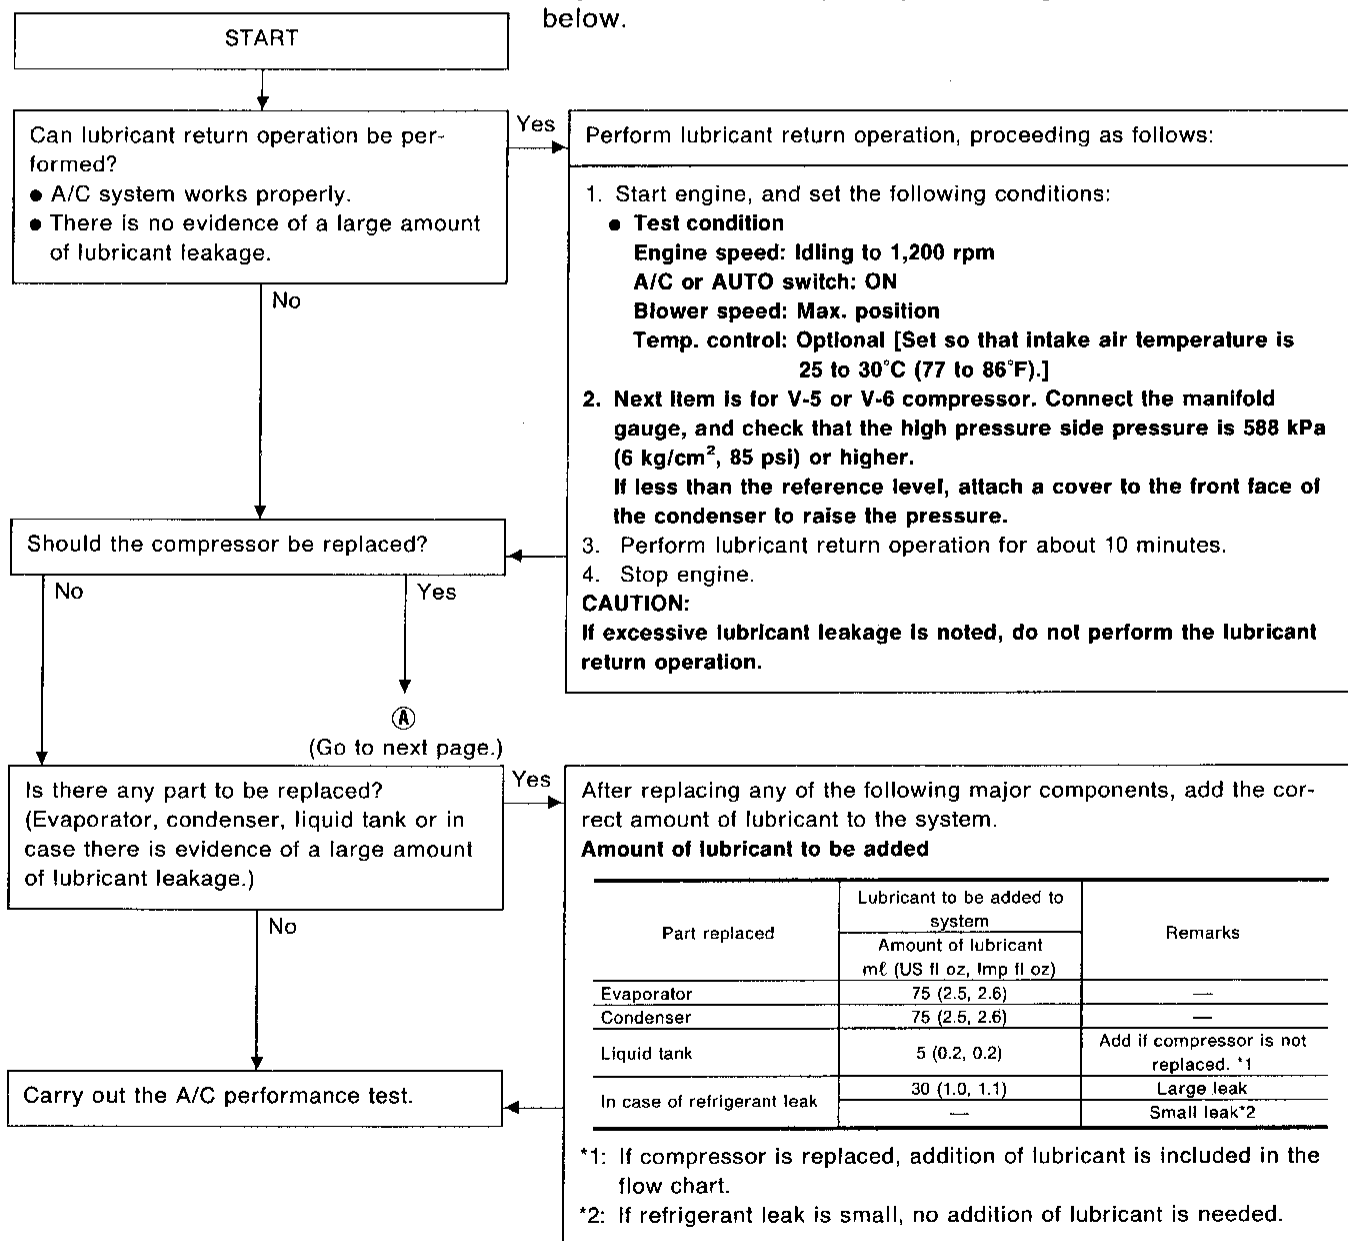 below.
START
Can lubricant return operation be per-
formed?
● A/C system works properly.
● There is no evidence of a large amount
of lubricant leakage.
Yes
No
Perform lubricant return operation, proceeding as follows:
1. Start engine, and set the following conditions:
● Test condition
Engine speed: Idling to 1,200 rpm
A/C or AUTO switch: ON
Blower speed: Max. position
Temp. control: Optional [Set so that intake air temperature is
25 to 30°C (77 to 86°F).]
2. Next item is for V-5 or V-6 compressor. Connect the manifold
gauge, and check that the high pressure side pressure is 588 kPa
(6 kg/cm², 85 psi) or higher.
If less than the reference level, attach a cover to the front face of
the condenser to raise the pressure.
3. Perform lubricant return operation for about 10 minutes.
4. Stop engine.
CAUTION:
If excessive lubricant leakage is noted, do not perform the lubricant
return operation.
Should the compressor be replaced?
No
Yes
Ⓐ
(Go to next page.)
Is there any part to be replaced?
(Evaporator, condenser, liquid tank or in
case there is evidence of a large amount
of lubricant leakage.)
Yes
No
After replacing any of the following major components, add the cor-
rect amount of lubricant to the system.
Amount of lubricant to be added
Part replaced
Lubricant to be added to
system
Amount of lubricant
mℓ (US fl oz, Imp fl oz)
Remarks
Evaporator 75 (2.5, 2.6) —
Condenser 75 (2.5, 2.6) —
Liquid tank 5 (0.2, 0.2) Add if compressor is not
replaced. *1
In case of refrigerant leak 30 (1.0, 1.1) Large leak
— Small leak*2
*1: If compressor is replaced, addition of lubricant is included in the
flow chart.
*2: If refrigerant leak is small, no addition of lubricant is needed.
Carry out the A/C performance test.